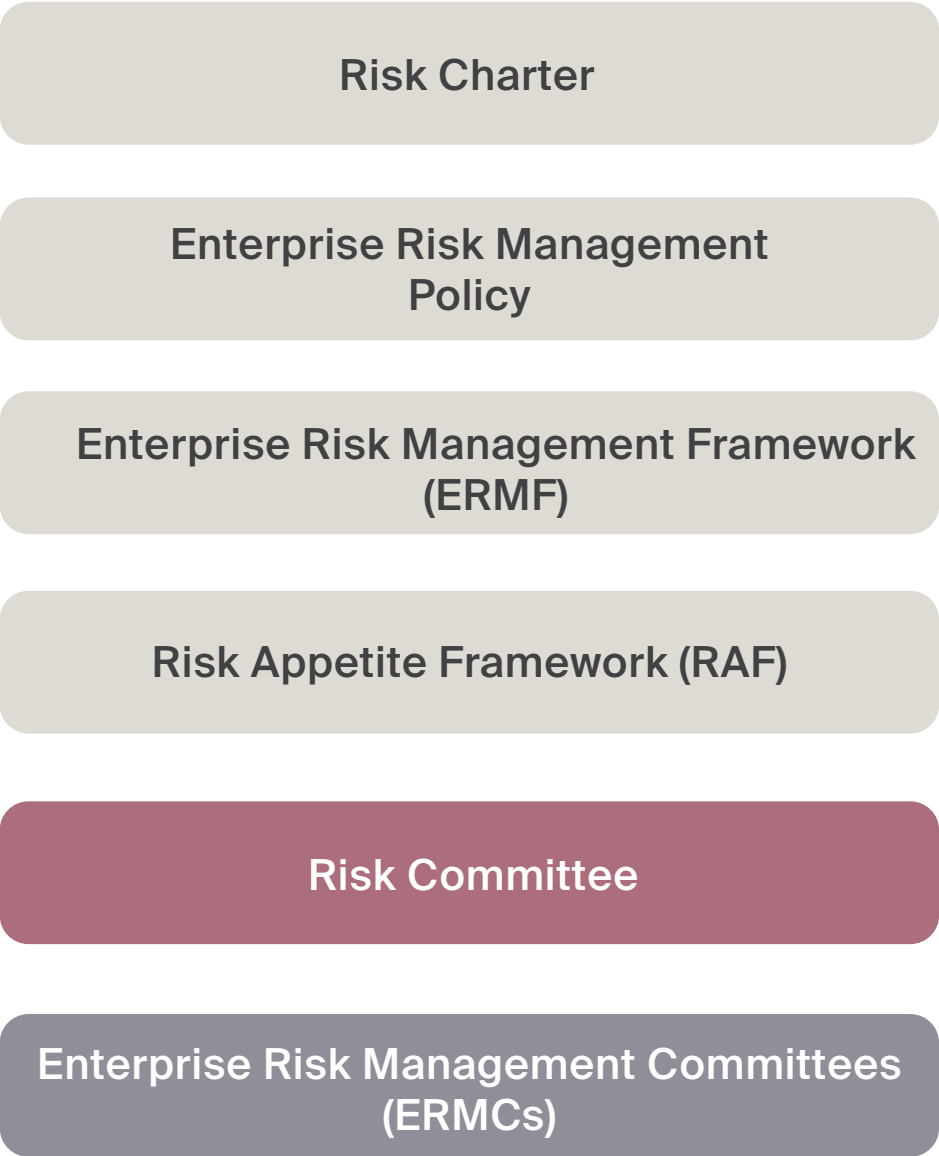 Risk Charter
Enterprise Risk Management
Policy
Enterprise Risk Management Framework
(ERMF)
Risk Appetite Framework (RAF)
Risk Committee
Enterprise Risk Management Committees
(ERMCs)